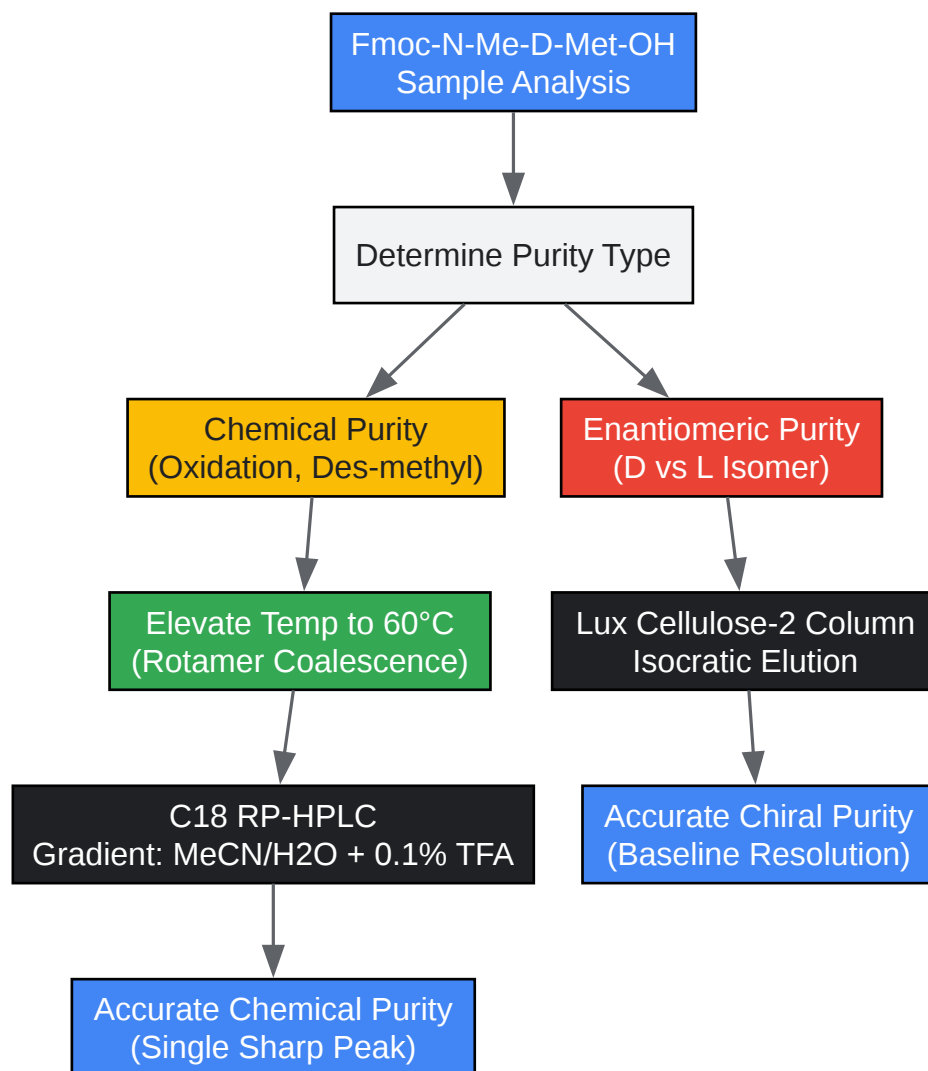 Fmoc-N-Me-D-Met-OH
Sample Analysis
Determine Purity Type
Chemical Purity
(Oxidation, Des-methyl)
Enantiomeric Purity
(D vs L Isomer)
Elevate Temp to 60°C
(Rotamer Coalescence)
Lux Cellulose-2 Column
Isocratic Elution
C18 RP-HPLC
Gradient: MeCN/H2O + 0.1% TFA
Accurate Chiral Purity
(Baseline Resolution)
Accurate Chemical Purity
(Single Sharp Peak)